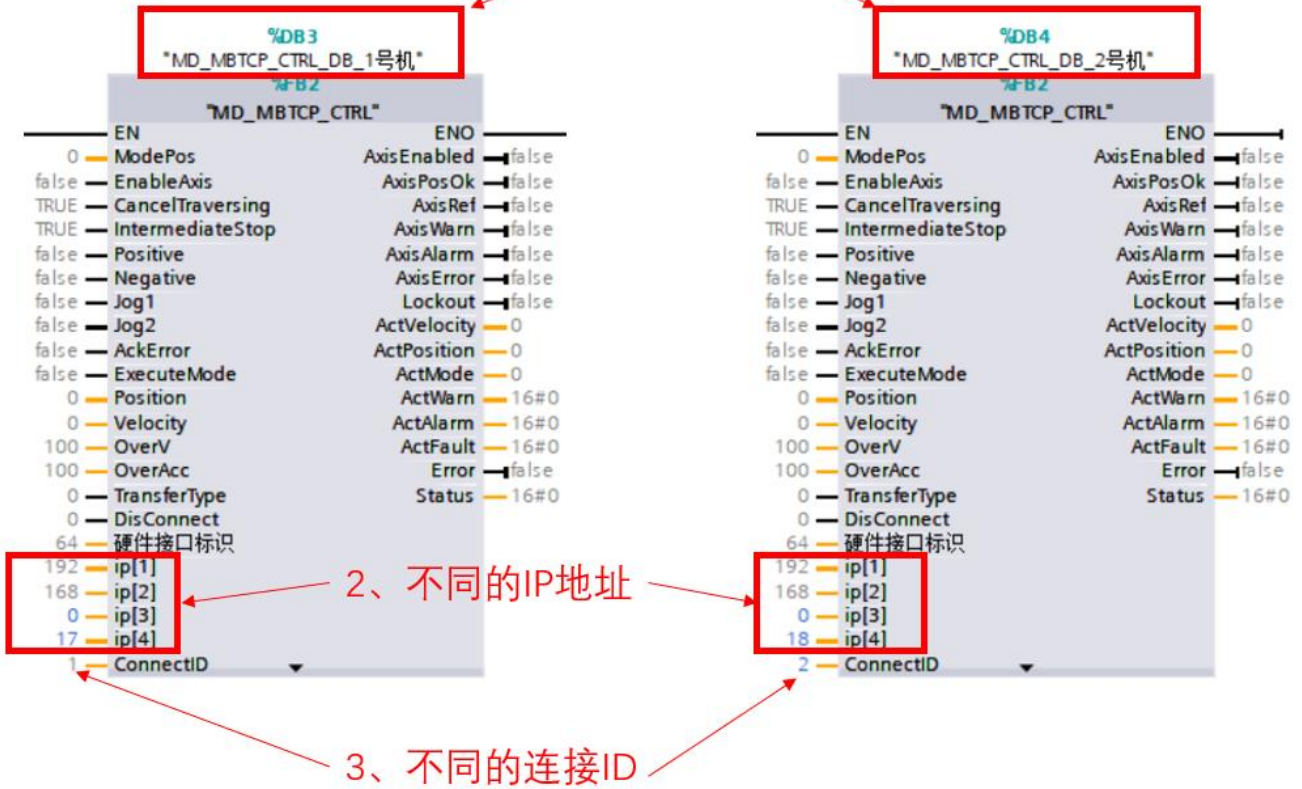 %DB3
"MD_MBTCP_CTRL_DB_1号机"
%FB2
"MD_MBTCP_CTRL"
EN ENO
0 ModePos AxisEnabled false
false EnableAxis AxisPosOk false
TRUE CancelTraversing AxisRef false
TRUE IntermediateStop AxisWarn false
false Positive AxisAlarm false
false Negative AxisError false
false Jog1 Lockout false
false Jog2 ActVelocity 0
false AckError ActPosition 0
false ExecuteMode ActMode 0
0 Position ActWarn 16#0
0 Velocity ActAlarm 16#0
100 OverV ActFault 16#0
100 OverAcc Error false
0 TransferType Status 16#0
0 DisConnect
64 硬件接口标识
192 ip[1]
168 ip[2]
0 ip[3]
17 ip[4]
1 ConnectID
%DB4
"MD_MBTCP_CTRL_DB_2号机"
%FB2
"MD_MBTCP_CTRL"
EN ENO
0 ModePos AxisEnabled false
false EnableAxis AxisPosOk false
TRUE CancelTraversing AxisRef false
TRUE IntermediateStop AxisWarn false
false Positive AxisAlarm false
false Negative AxisError false
false Jog1 Lockout false
false Jog2 ActVelocity 0
false AckError ActPosition 0
false ExecuteMode ActMode 0
0 Position ActWarn 16#0
0 Velocity ActAlarm 16#0
100 OverV ActFault 16#0
100 OverAcc Error false
0 TransferType Status 16#0
0 DisConnect
64 硬件接口标识
192 ip[1]
168 ip[2]
0 ip[3]
18 ip[4]
2 ConnectID
2、不同的IP地址
3、不同的连接ID